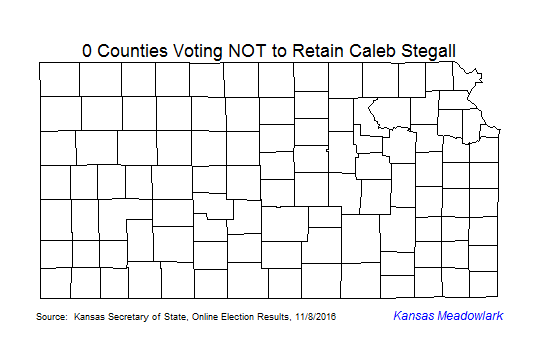 0 Counties Voting NOT to Retain Caleb Stegall
Source: Kansas Secretary of State, Online Election Results, 11/8/2016
Kansas Meadowlark